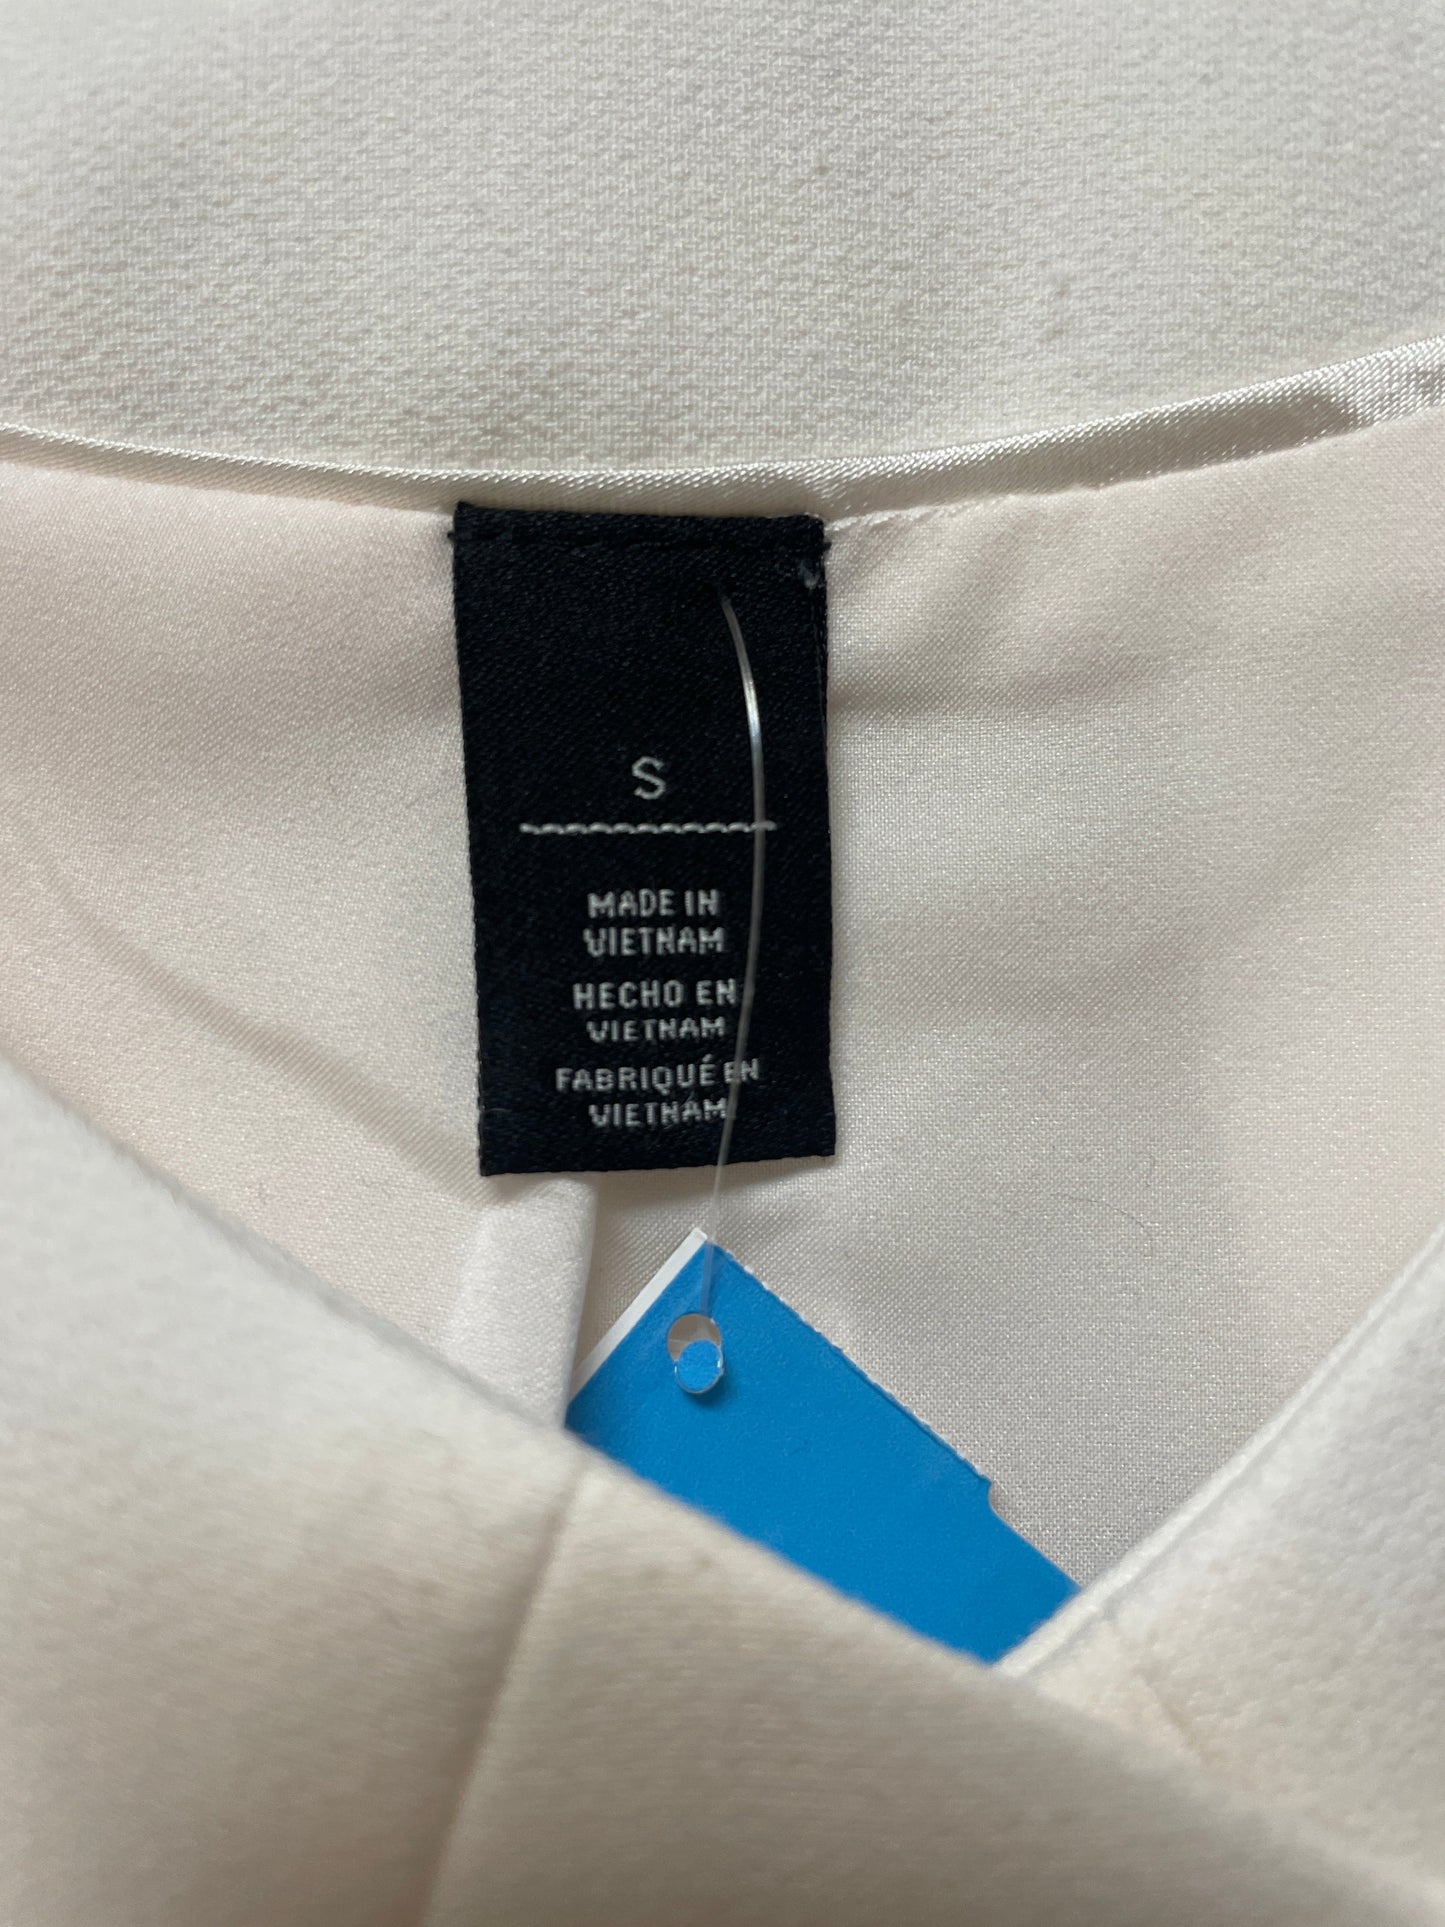 S
MADE IN
VIETNAM
HECHO EN
VIETNAM
FABRIQUÉ EN
VIETNAM